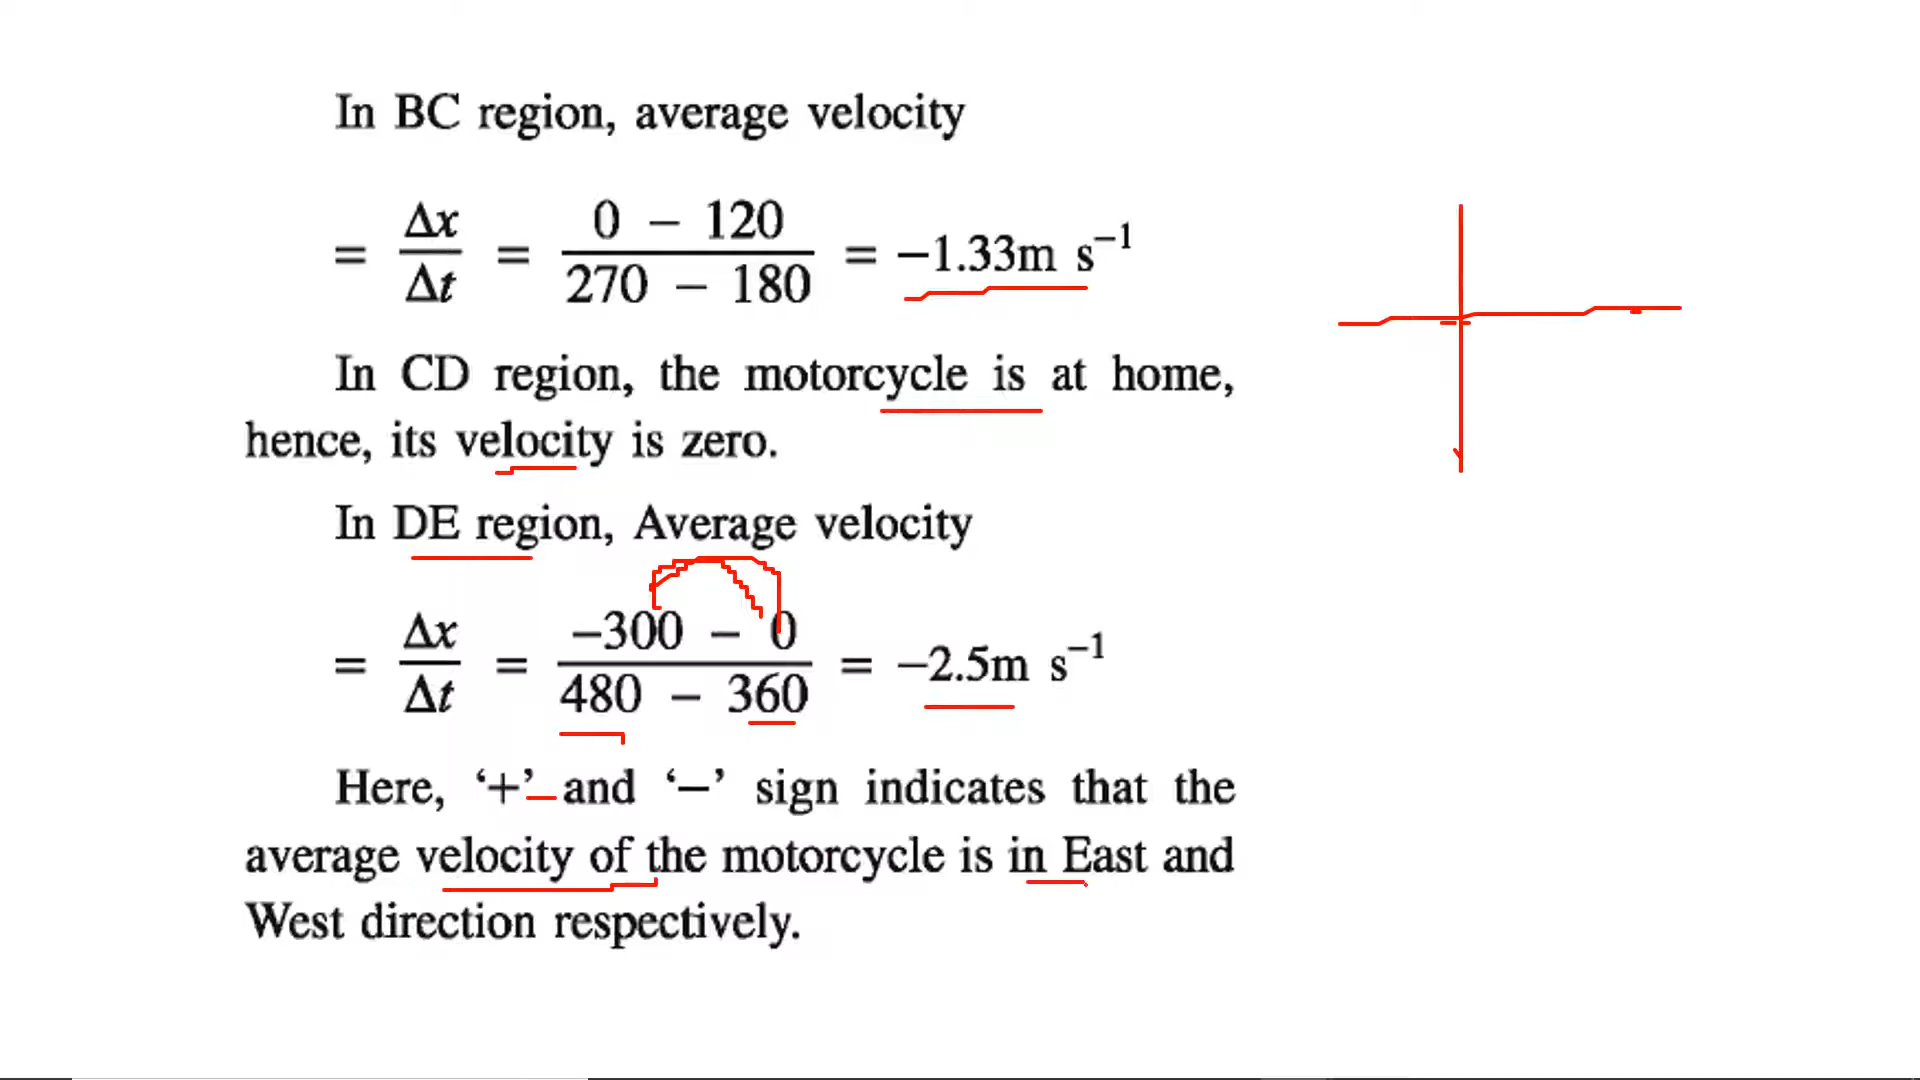 In BC region, average velocity
= Δx/Δt = 0 – 120/270 – 180 = –1.33m s⁻¹
In CD region, the motorcycle is at home,
hence, its velocity is zero.
In DE region, Average velocity
= Δx/Δt = –300 – 0/480 – 360 = –2.5m s⁻¹
Here, ‘+’ and ‘–’ sign indicates that the
average velocity of the motorcycle is in East and
West direction respectively.